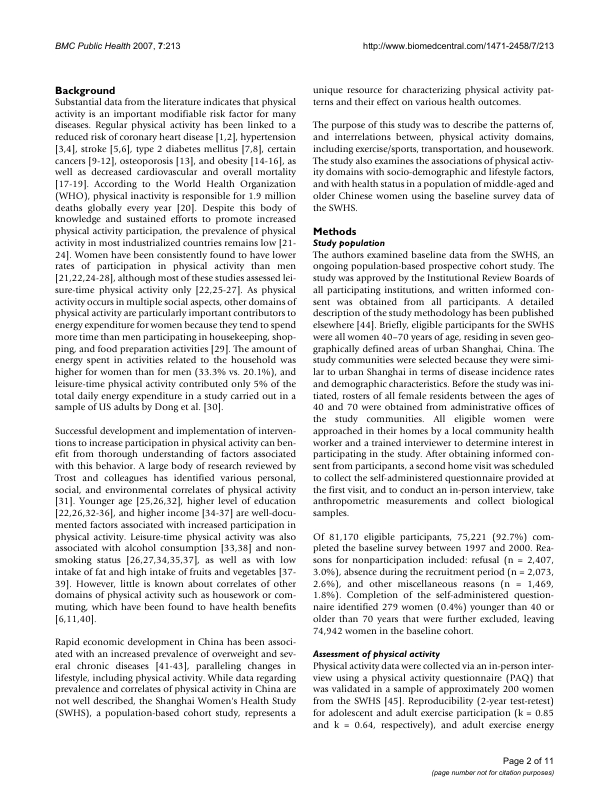 BMC Public Health 2007, 7:213
http://www.biomedcentral.com/1471-2458/7/213
Background
Substantial data from the literature indicates that physical
activity is an important modifiable risk factor for many
diseases. Regular physical activity has been linked to a
reduced risk of coronary heart disease [1,2], hypertension
[3,4], stroke [5,6], type 2 diabetes mellitus [7,8], certain
cancers [9-12], osteoporosis [13], and obesity [14-16], as
well as decreased cardiovascular and overall mortality
[17-19]. According to the World Health Organization
(WHO), physical inactivity is responsible for 1.9 million
deaths globally every year [20]. Despite this body of
knowledge and sustained efforts to promote increased
physical activity participation, the prevalence of physical
activity in most industrialized countries remains low [21-
24]. Women have been consistently found to have lower
rates of participation in physical activity than men
[21,22,24-28], although most of these studies assessed lei-
sure-time physical activity only [22,25-27]. As physical
activity occurs in multiple social aspects, other domains of
physical activity are particularly important contributors to
energy expenditure for women because they tend to spend
more time than men participating in housekeeping, shop-
ping, and food preparation activities [29]. The amount of
energy spent in activities related to the household was
higher for women than for men (33.3% vs. 20.1%), and
leisure-time physical activity contributed only 5% of the
total daily energy expenditure in a study carried out in a
sample of US adults by Dong et al. [30].
Successful development and implementation of interven-
tions to increase participation in physical activity can ben-
efit from thorough understanding of factors associated
with this behavior. A large body of research reviewed by
Trost and colleagues has identified various personal,
social, and environmental correlates of physical activity
[31]. Younger age [25,26,32], higher level of education
[22,26,32-36], and higher income [34-37] are well-docu-
mented factors associated with increased participation in
physical activity. Leisure-time physical activity was also
associated with alcohol consumption [33,38] and non-
smoking status [26,27,34,35,37], as well as with low
intake of fat and high intake of fruits and vegetables [37-
39]. However, little is known about correlates of other
domains of physical activity such as housework or com-
muting, which have been found to have health benefits
[6,11,40].
Rapid economic development in China has been associ-
ated with an increased prevalence of overweight and sev-
eral chronic diseases [41-43], paralleling changes in
lifestyle, including physical activity. While data regarding
prevalence and correlates of physical activity in China are
not well described, the Shanghai Women's Health Study
(SWHS), a population-based cohort study, represents a
unique resource for characterizing physical activity pat-
terns and their effect on various health outcomes.
The purpose of this study was to describe the patterns of,
and interrelations between, physical activity domains,
including exercise/sports, transportation, and housework.
The study also examines the associations of physical activ-
ity domains with socio-demographic and lifestyle factors,
and with health status in a population of middle-aged and
older Chinese women using the baseline survey data of
the SWHS.
Methods
Study population
The authors examined baseline data from the SWHS, an
ongoing population-based prospective cohort study. The
study was approved by the Institutional Review Boards of
all participating institutions, and written informed con-
sent was obtained from all participants. A detailed
description of the study methodology has been published
elsewhere [44]. Briefly, eligible participants for the SWHS
were all women 40–70 years of age, residing in seven geo-
graphically defined areas of urban Shanghai, China. The
study communities were selected because they were simi-
lar to urban Shanghai in terms of disease incidence rates
and demographic characteristics. Before the study was ini-
tiated, rosters of all female residents between the ages of
40 and 70 were obtained from administrative offices of
the study communities. All eligible women were
approached in their homes by a local community health
worker and a trained interviewer to determine interest in
participating in the study. After obtaining informed con-
sent from participants, a second home visit was scheduled
to collect the self-administered questionnaire provided at
the first visit, and to conduct an in-person interview, take
anthropometric measurements and collect biological
samples.
Of 81,170 eligible participants, 75,221 (92.7%) com-
pleted the baseline survey between 1997 and 2000. Rea-
sons for nonparticipation included: refusal (n = 2,407,
3.0%), absence during the recruitment period (n = 2,073,
2.6%), and other miscellaneous reasons (n = 1,469,
1.8%). Completion of the self-administered question-
naire identified 279 women (0.4%) younger than 40 or
older than 70 years that were further excluded, leaving
74,942 women in the baseline cohort.
Assessment of physical activity
Physical activity data were collected via an in-person inter-
view using a physical activity questionnaire (PAQ) that
was validated in a sample of approximately 200 women
from the SWHS [45]. Reproducibility (2-year test-retest)
for adolescent and adult exercise participation (k = 0.85
and k = 0.64, respectively), and adult exercise energy
Page 2 of 11
(page number not for citation purposes)